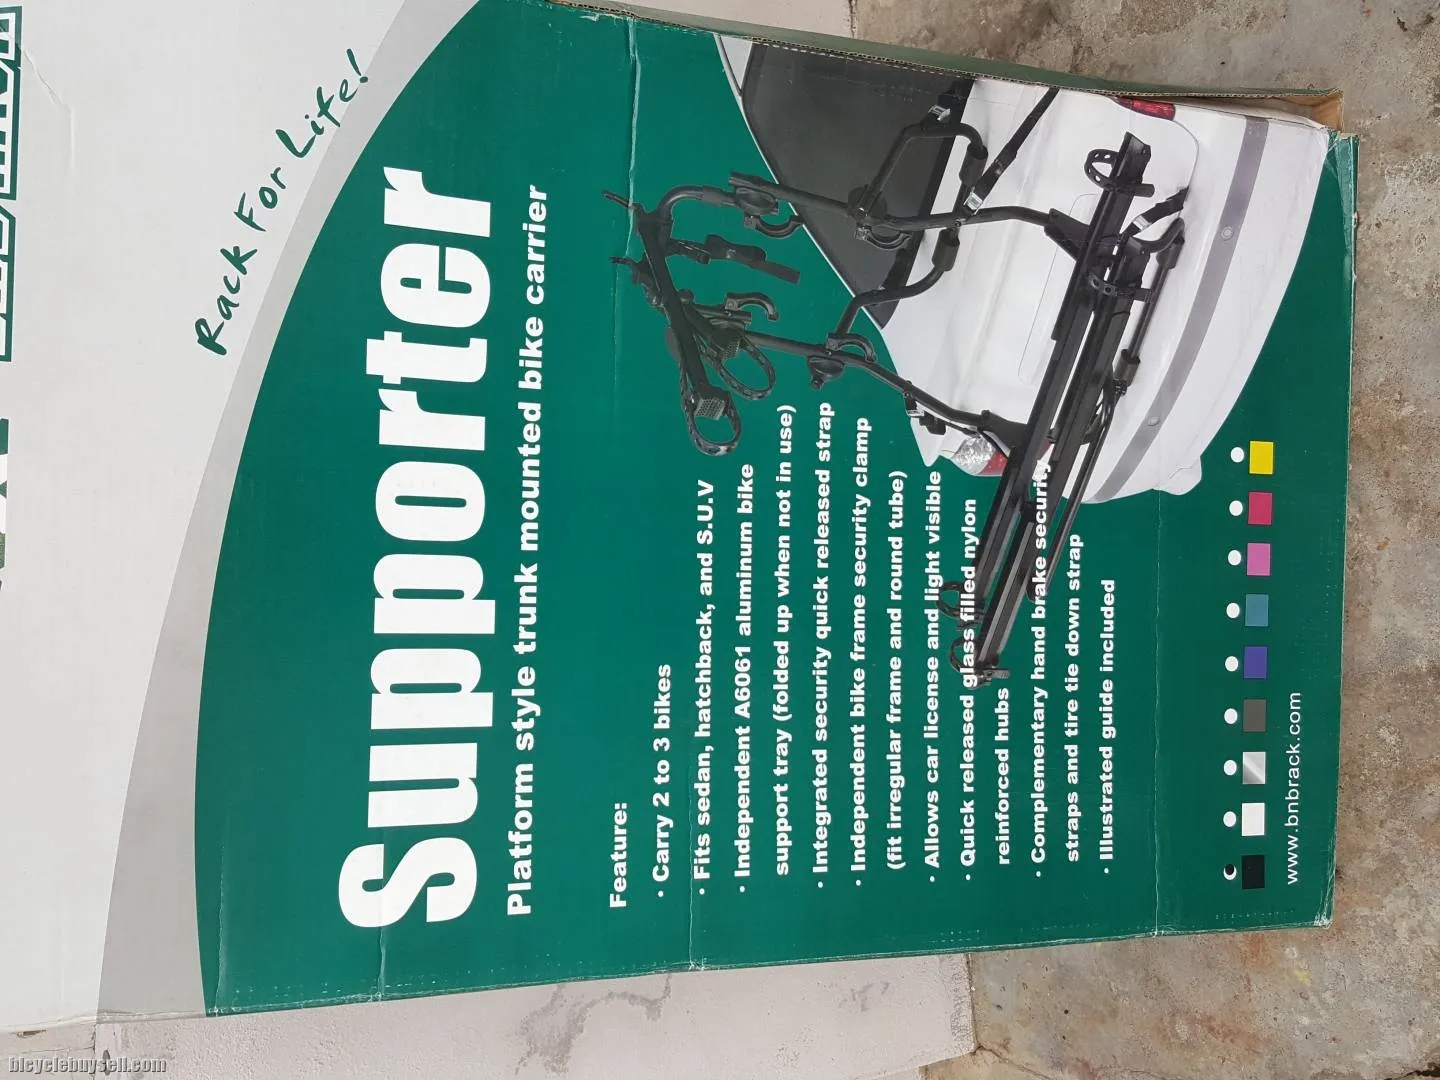 Rack For Life!
Supporter
Platform style trunk mounted bike carrier
Feature:
· Carry 2 to 3 bikes
· Fits sedan, hatchback, and S.U.V
· Independent A6061 aluminum bike
support tray (folded up when not in use)
· Integrated security quick released strap
· Independent bike frame security clamp
(fit irregular frame and round tube)
· Allows car license and light visible
· Quick released glass filled nylon
reinforced hubs
· Complementary hand brake security
straps and tire tie down strap
· Illustrated guide included
www.bnbrack.com
bicyclebuysell.com